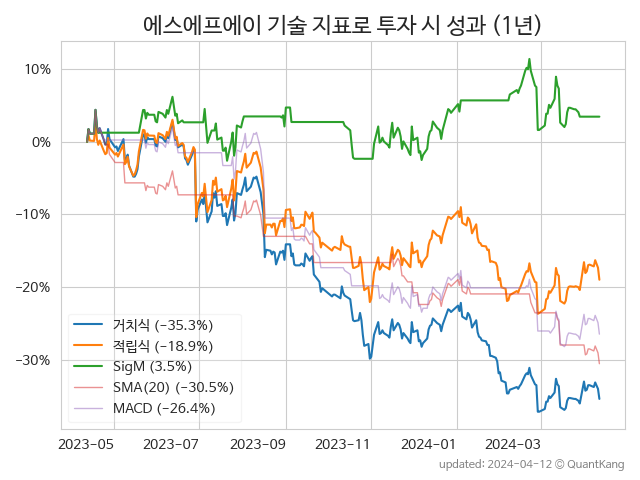 에스에프에이 기술 지표로 투자 시 성과 (1년)
10%
0%
−10%
−20%
−30%
거치식 (−35.3%)
적립식 (−18.9%)
SigM (3.5%)
SMA(20) (−30.5%)
MACD (−26.4%)
2023−05
2023−07
2023−09
2023−11
2024−01
2024−03
updated: 2024−04−12 © QuantKang